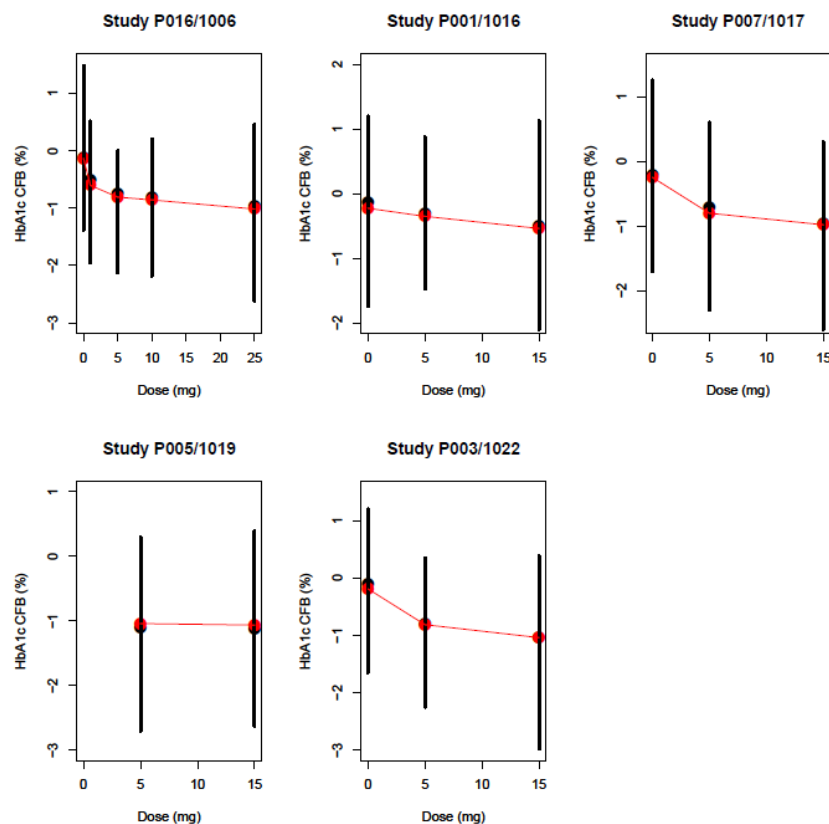 Study P016/1006
HbA1c CFB (%)
1
0
−1
−2
−3
0 5 10 15 20 25
Dose (mg)
Study P001/1016
HbA1c CFB (%)
2
1
0
−1
−2
0 5 10 15
Dose (mg)
Study P007/1017
HbA1c CFB (%)
1
0
−1
−2
0 5 10 15
Dose (mg)
Study P005/1019
HbA1c CFB (%)
1
0
−1
−2
−3
0 5 10 15
Dose (mg)
Study P003/1022
HbA1c CFB (%)
1
0
−1
−2
−3
0 5 10 15
Dose (mg)